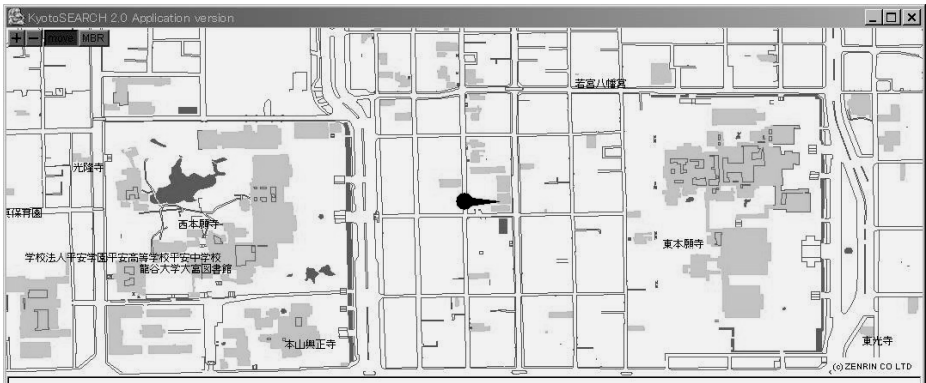 KyotoSEARCH 2.0 Application version
+ - move MBR
若宮八幡宮
光隆寺
保育園
西本願寺
東本願寺
学校法人平安学園平安高等学校平安中学校
龍谷大学大宮図書館
本山興正寺
東光寺
(c) ZENRIN CO LTD